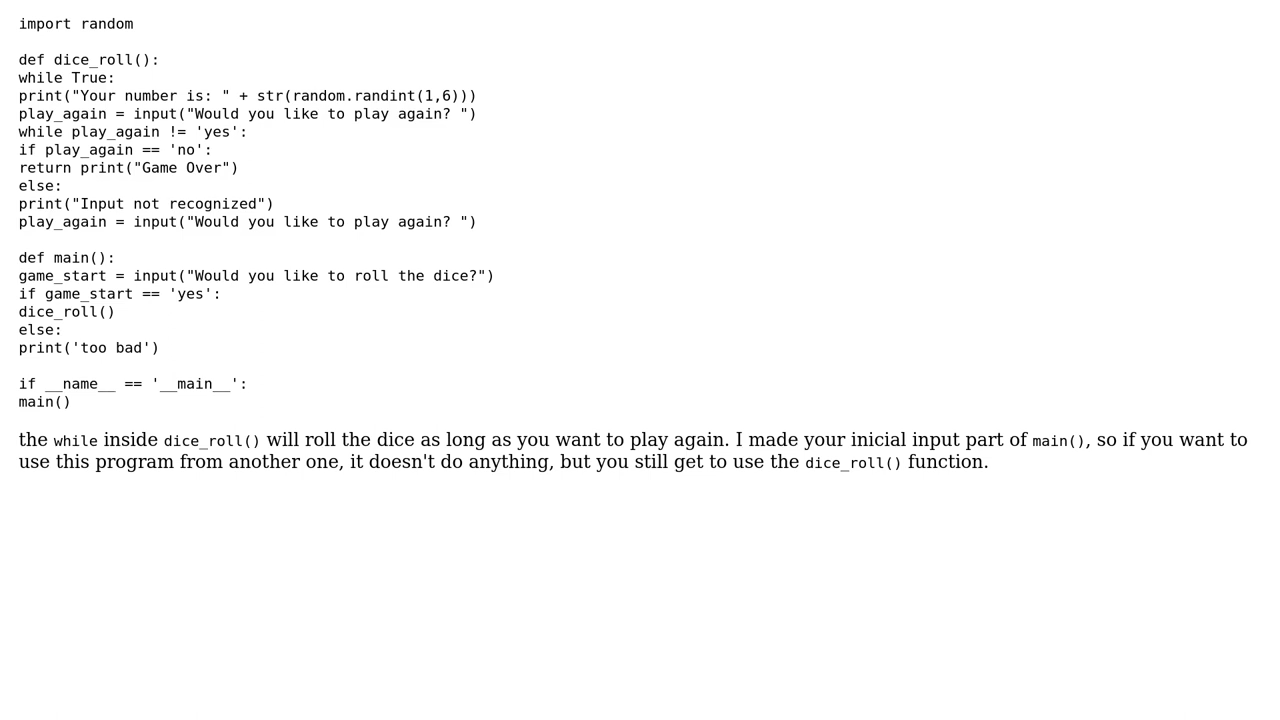 import random

def dice_roll():
while True:
print("Your number is: " + str(random.randint(1,6)))
play_again = input("Would you like to play again? ")
while play_again != 'yes':
if play_again == 'no':
return print("Game Over")
else:
print("Input not recognized")
play_again = input("Would you like to play again? ")

def main():
game_start = input("Would you like to roll the dice?")
if game_start == 'yes':
dice_roll()
else:
print('too bad')

if __name__ == '__main__':
main()

the while inside dice_roll() will roll the dice as long as you want to play again. I made your inicial input part of main(), so if you want to
use this program from another one, it doesn't do anything, but you still get to use the dice_roll() function.